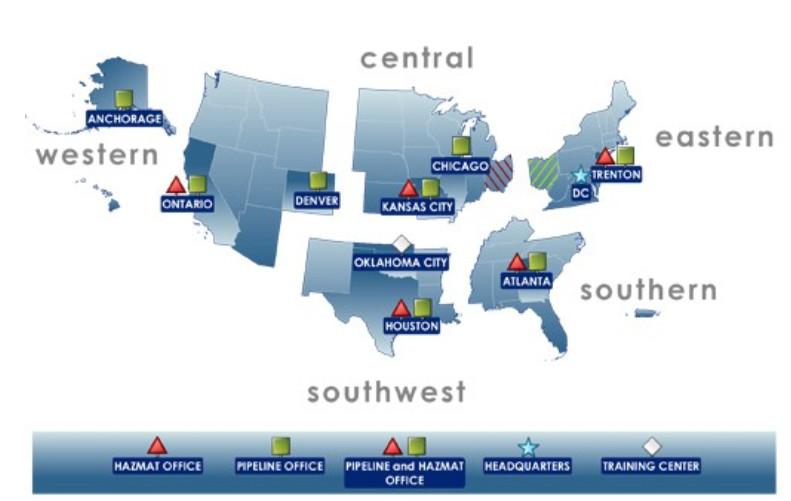 central
ANCHORAGE
eastern
western
CHICAGO
TRENTON
DC
ONTARIO
DENVER
KANSAS CITY
OKLAHOMA CITY
ATLANTA
southern
HOUSTON
southwest
HAZMAT OFFICE
PIPELINE OFFICE
PIPELINE and HAZMAT
OFFICE
HEADQUARTERS
TRAINING CENTER